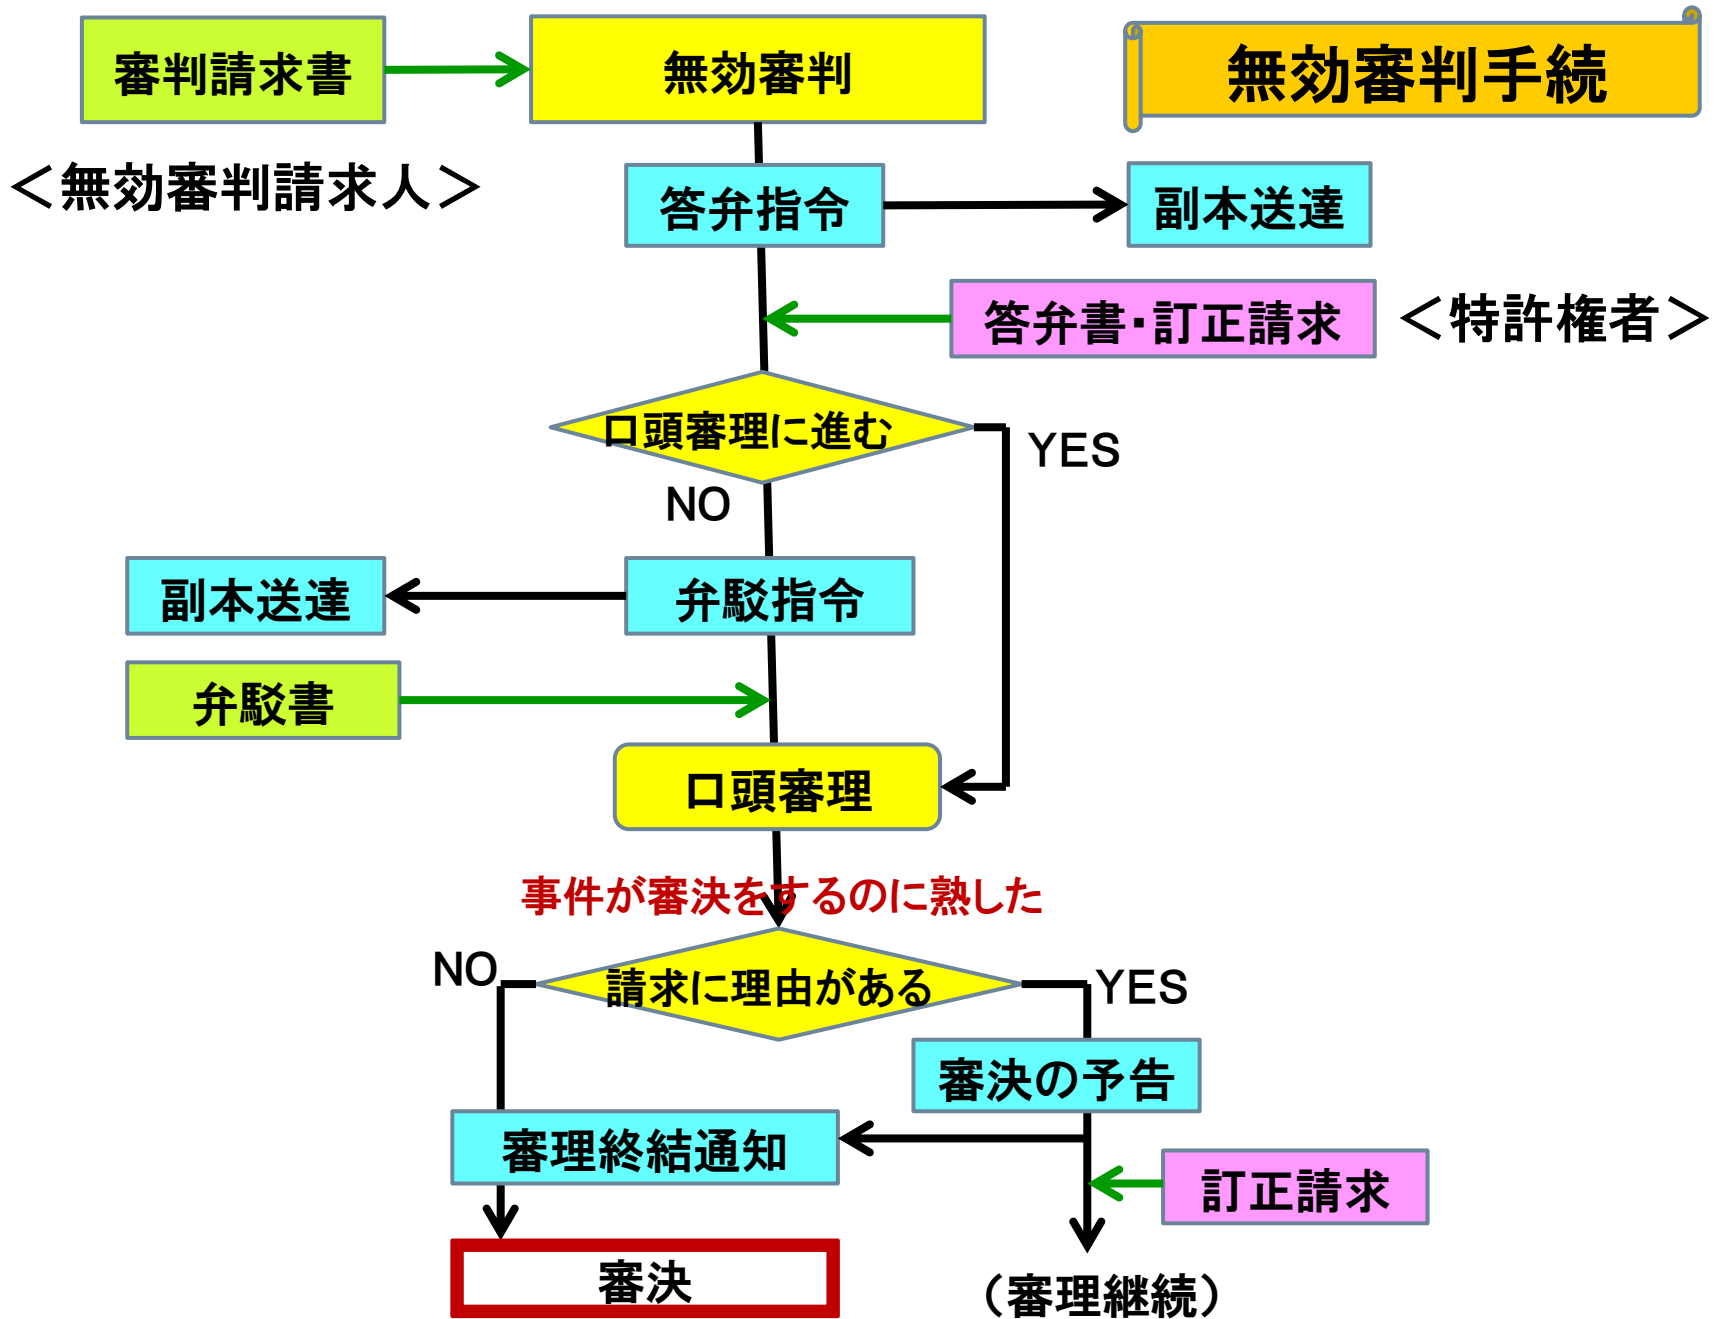 審判請求書
無効審判
無効審判手続
＜無効審判請求人＞
答弁指令
副本送達
答弁書・訂正請求
＜特許権者＞
口頭審理に進む
YES
NO
副本送達
弁駁指令
弁駁書
口頭審理
事件が審決をするのに熟した
NO
請求に理由がある
YES
審決の予告
審理終結通知
訂正請求
審決
（審理継続）